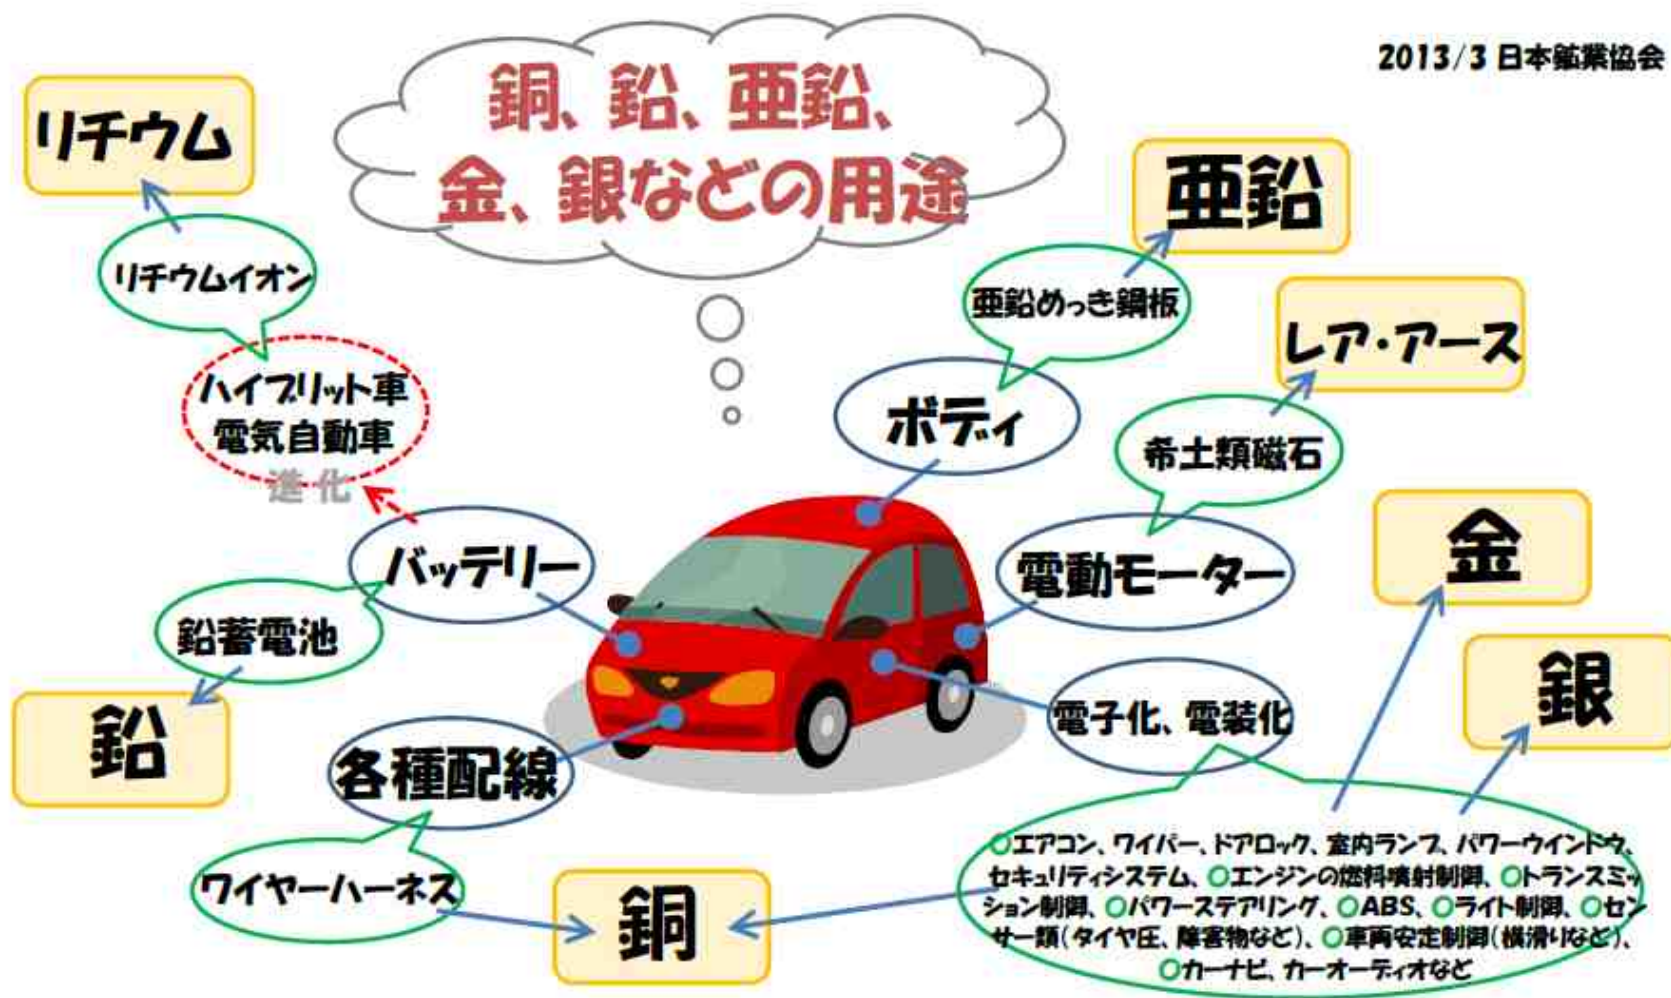 2013/3 日本鉱業協会
銅、鉛、亜鉛、
金、銀などの用途
リチウム
リチウムイオン
ハイブリット車
電気自動車
進化
バッテリー
鉛蓄電池
鉛
各種配線
ワイヤーハーネス
銅
亜鉛
亜鉛めっき鋼板
ボディ
レア・アース
希土類磁石
電動モーター
金
銀
電子化、電装化
○エアコン、ワイパー、ドアロック、室内ランプ、パワーウインドウ、
セキュリティシステム、○エンジンの燃料噴射制御、○トランスミッ
ション制御、○パワーステアリング、○ABS、○ライト制御、○セン
サー類(タイヤ圧、障害物など)、○車両安定制御(横滑りなど)、
○カーナビ、カーオーディオなど